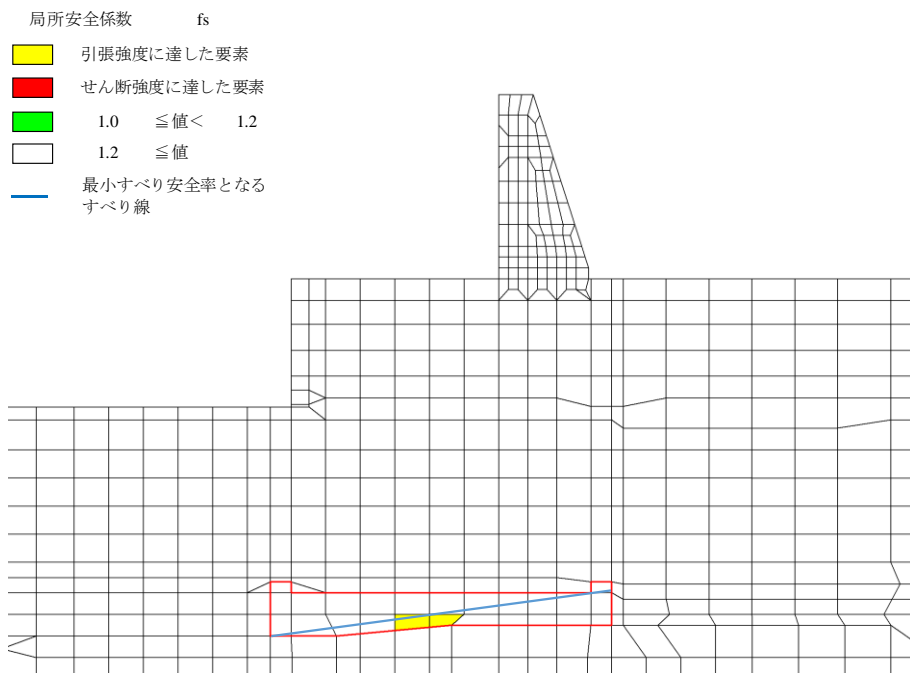 局所安全係数 fs
引張強度に達した要素
せん断強度に達した要素
1.0 ≦値＜ 1.2
1.2 ≦値
最小すべり安全率となる
すべり線